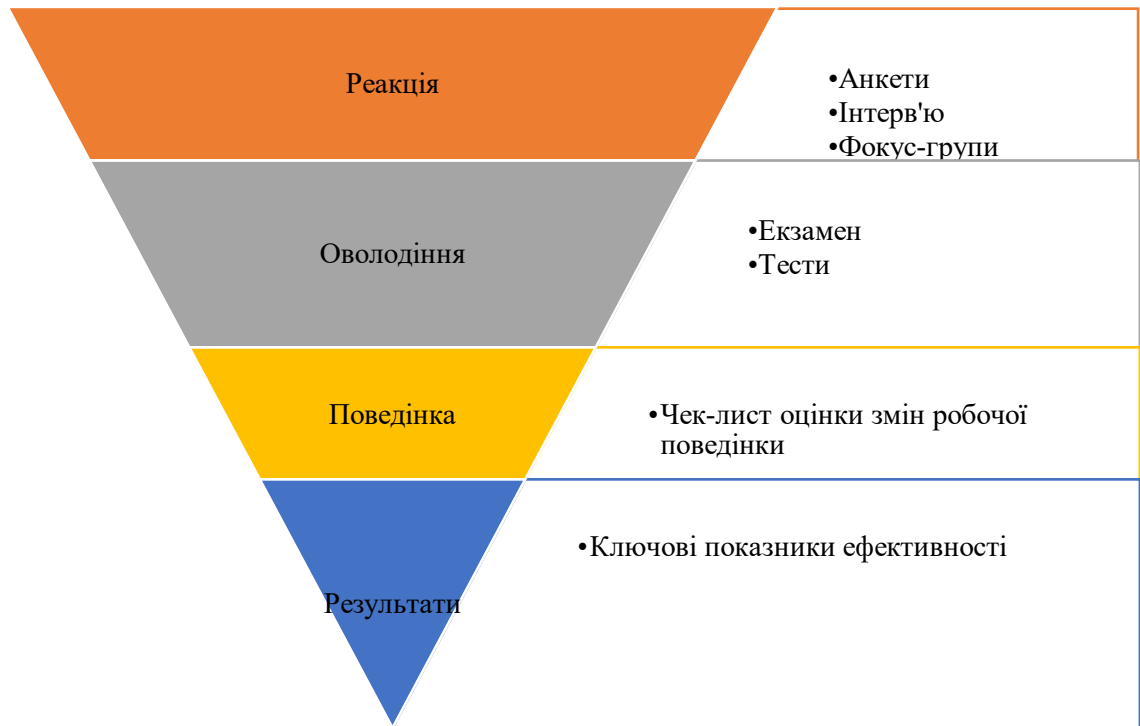 Реакція
•Анкети
•Інтерв'ю
•Фокус-групи
Оволодіння
•Екзамен
•Тести
Поведінка
•Чек-лист оцінки змін робочої
поведінки
Результати
•Ключові показники ефективності